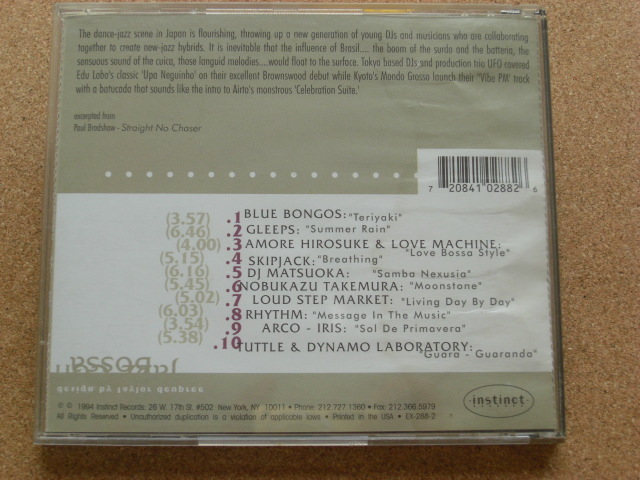 The dance-jazz scene in Japan is flourishing, throwing up a new generation of young DJs and musicians who are collaborating
together to create new-jazz hybrids. It is inevitable that the influence of Brasil.... the boom of the surdo and the batteria, the
sensuous sound of the cuica, those languid melodies....would float to the surface. Tokyo based DJs and production trio UFO covered
Edu Lobo's classic 'Upa Neguinho' on their excellent Brownswood debut while Kyoto's Mondo Grosso launch their "Vibe PM' track
with a batucada that sounds like the intro to Airto's monstrous 'Celebration Suite.'
excerpted from
Paul Bradshaw - Straight No Chaser
7 20841 02882 6
(3.57) .1 BLUE BONGOS: "Teriyaki"
(6.46) .2 GLEEPS: "Summer Rain"
(4.00) .3 AMORE HIROSUKE & LOVE MACHINE: "Love Bossa Style"
(5.15) .4 SKIPJACK: "Breathing"
(6.16) .5 DJ MATSUOKA: "Samba Nexusia"
(5.45) .6 NOBUKAZU TAKEMURA: "Moonstone"
(5.02) .7 LOUD STEP MARKET: "Living Day By Day"
(6.03) .8 RHYTHM: "Message In The Music"
(3.54) .9 ARCO - IRIS: "Sol De Primavera"
(5.38) .10 TUTTLE & DYNAMO LABORATORY: "Guara - Guaranda"
Bossa
design by taylor deupree
℗ © 1994 Instinct Records: 26 W. 17th St. #502 New York, NY 10011 • Phone: 212.727.1360 • Fax: 212.366.5979
All Rights Reserved • Unauthorized duplication is a violation of applicable laws • Printed in the USA • EX-288-2
instinct